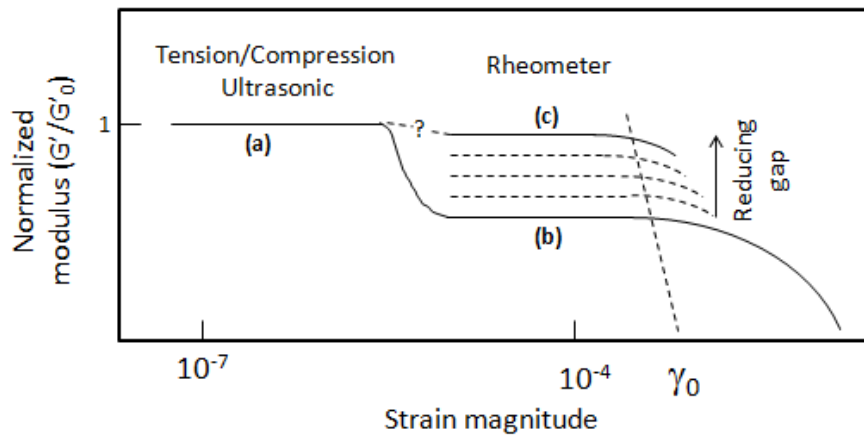 Tension/Compression
Ultrasonic
Rheometer
Normalized
modulus (G'/G'₀)
1
(a)
?
(c)
(b)
Reducing
gap
10⁻⁷
10⁻⁴
γ₀
Strain magnitude